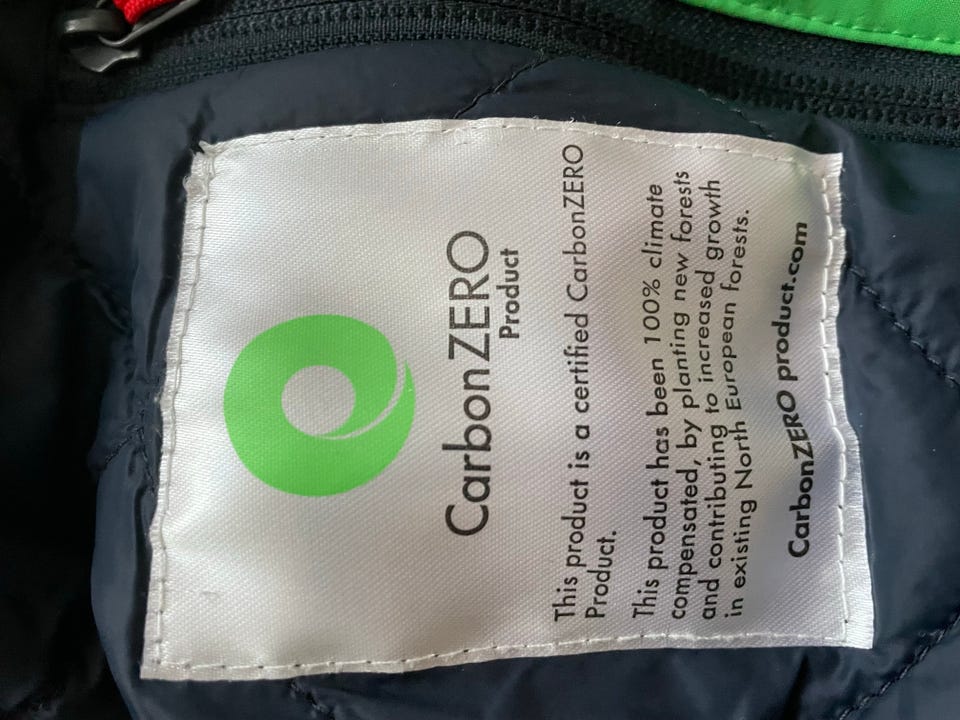 CarbonZERO
Product
This product is a certified CarbonZERO
Product.
This product has been 100% climate
compensated, by planting new forests
and contributing to increased growth
in existing North European forests.
CarbonZERO product.com